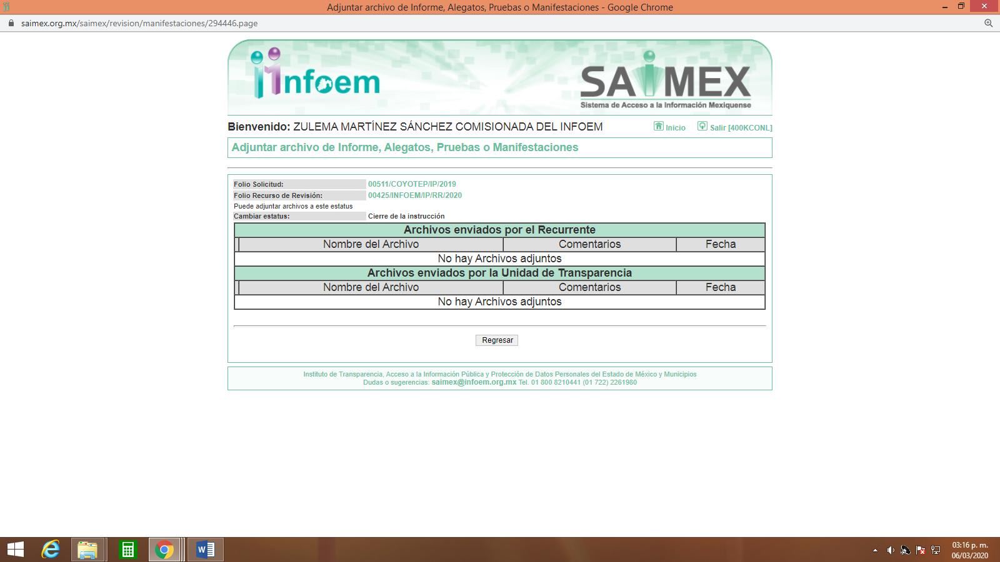 Adjuntar archivo de Informe, Alegatos, Pruebas o Manifestaciones - Google Chrome
saimex.org.mx/saimex/revision/manifestaciones/294446.page
infoem
SAIMEX
Sistema de Acceso a la Información Mexiquense
Bienvenido: ZULEMA MARTÍNEZ SÁNCHEZ COMISIONADA DEL INFOEM
Inicio Salir [400KCONL]
Adjuntar archivo de Informe, Alegatos, Pruebas o Manifestaciones
Folio Solicitud: 00511/COYOTEP/IP/2019
Folio Recurso de Revisión: 00425/INFOEM/IP/RR/2020
Puede adjuntar archivos a este estatus
Cambiar estatus: Cierre de la instrucción
Archivos enviados por el Recurrente
Nombre del Archivo Comentarios Fecha
No hay Archivos adjuntos
Archivos enviados por la Unidad de Transparencia
Nombre del Archivo Comentarios Fecha
No hay Archivos adjuntos
Regresar
Instituto de Transparencia, Acceso a la Información Pública y Protección de Datos Personales del Estado de México y Municipios
Dudas o sugerencias: saimex@infoem.org.mx Tel. 01 800 8210441 (01 722) 2261980
03:16 p. m.
06/03/2020